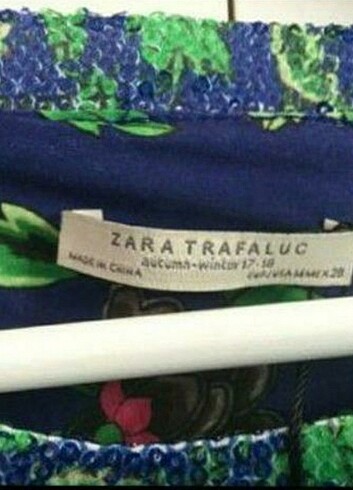 ZARA TRAFALUC
autumn-winter 17-18
MADE IN CHINA